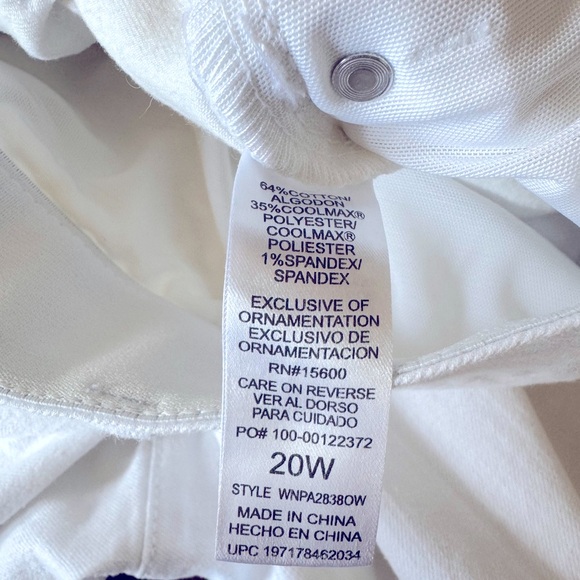 64%COTTON/
ALGODON
35%COOLMAX®
POLYESTER/
COOLMAX®
POLIESTER
1%SPANDEX/
SPANDEX
EXCLUSIVE OF
ORNAMENTATION
EXCLUSIVO DE
ORNAMENTACION
RN#15600
CARE ON REVERSE
VER AL DORSO
PARA CUIDADO
PO# 100-00122372
20W
STYLE WNPA2838OW
MADE IN CHINA
HECHO EN CHINA
UPC 197178462034